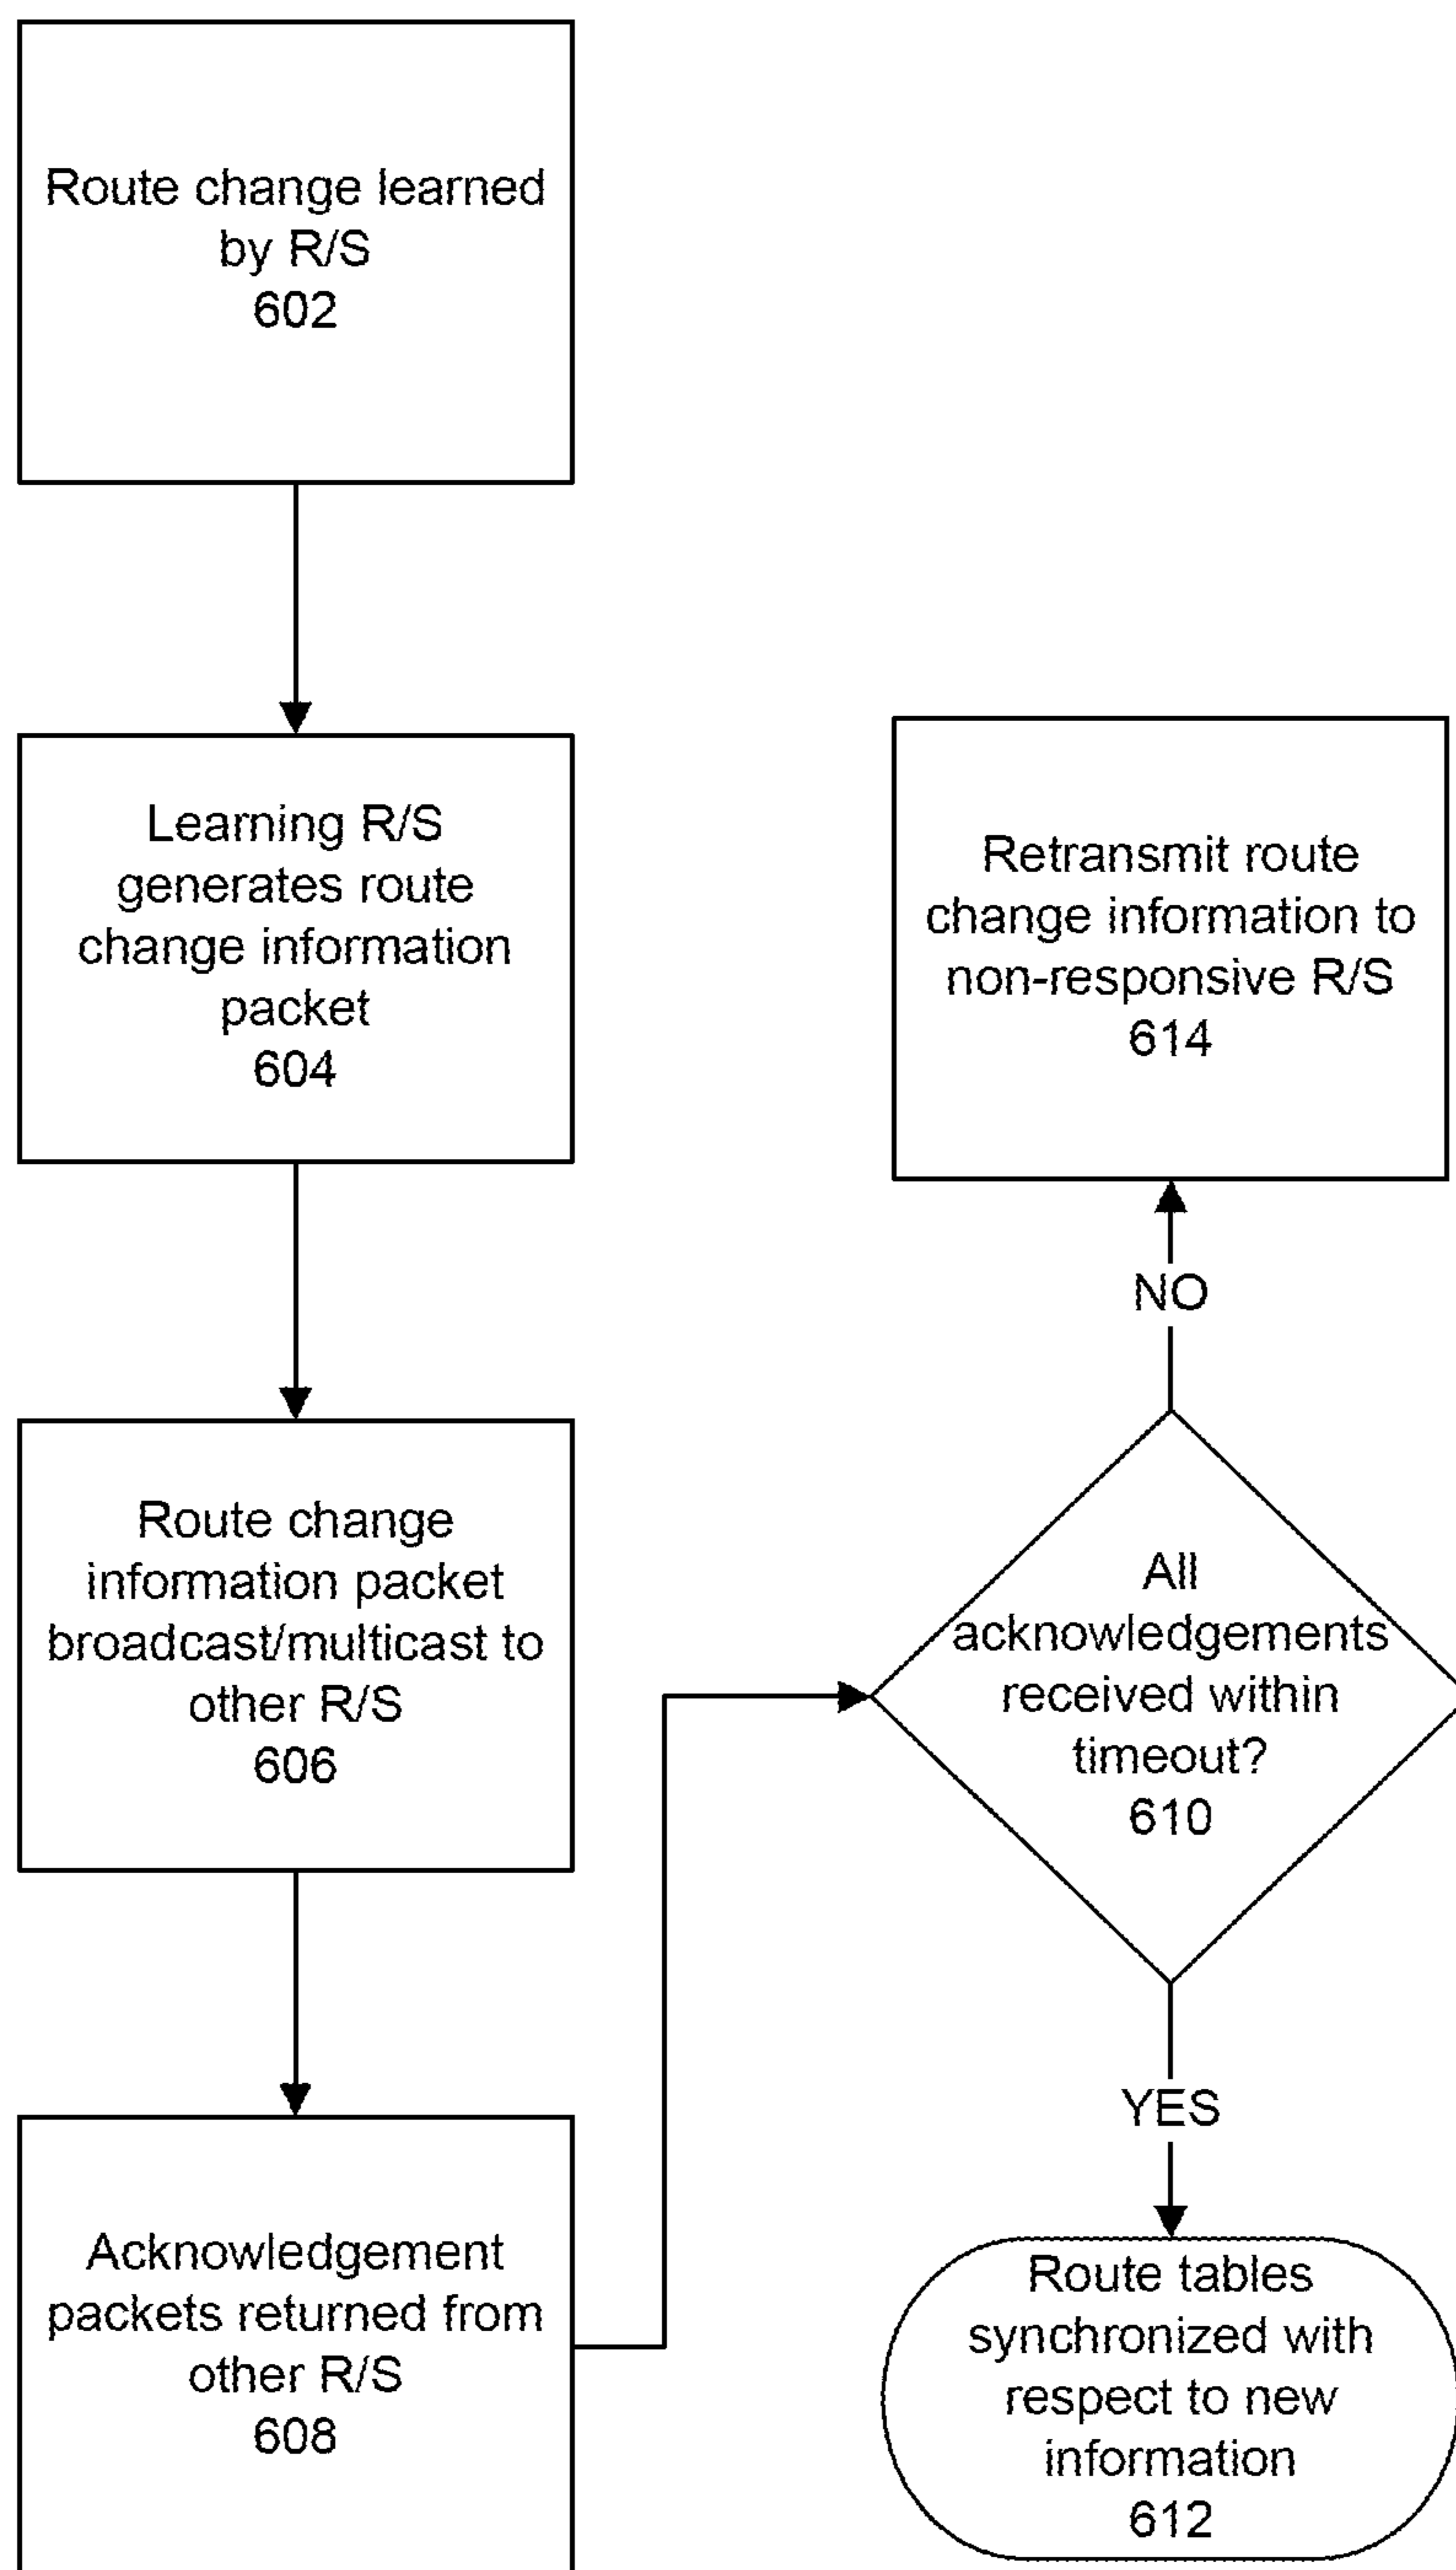 Route change learned
by R/S
602
Learning R/S
generates route
change information
packet
604
Route change
information packet
broadcast/multicast to
other R/S
606
Acknowledgement
packets returned from
other R/S
608
Retransmit route
change information to
non-responsive R/S
614
NO
All
acknowledgements
received within
timeout?
610
YES
Route tables
synchronized with
respect to new
information
612